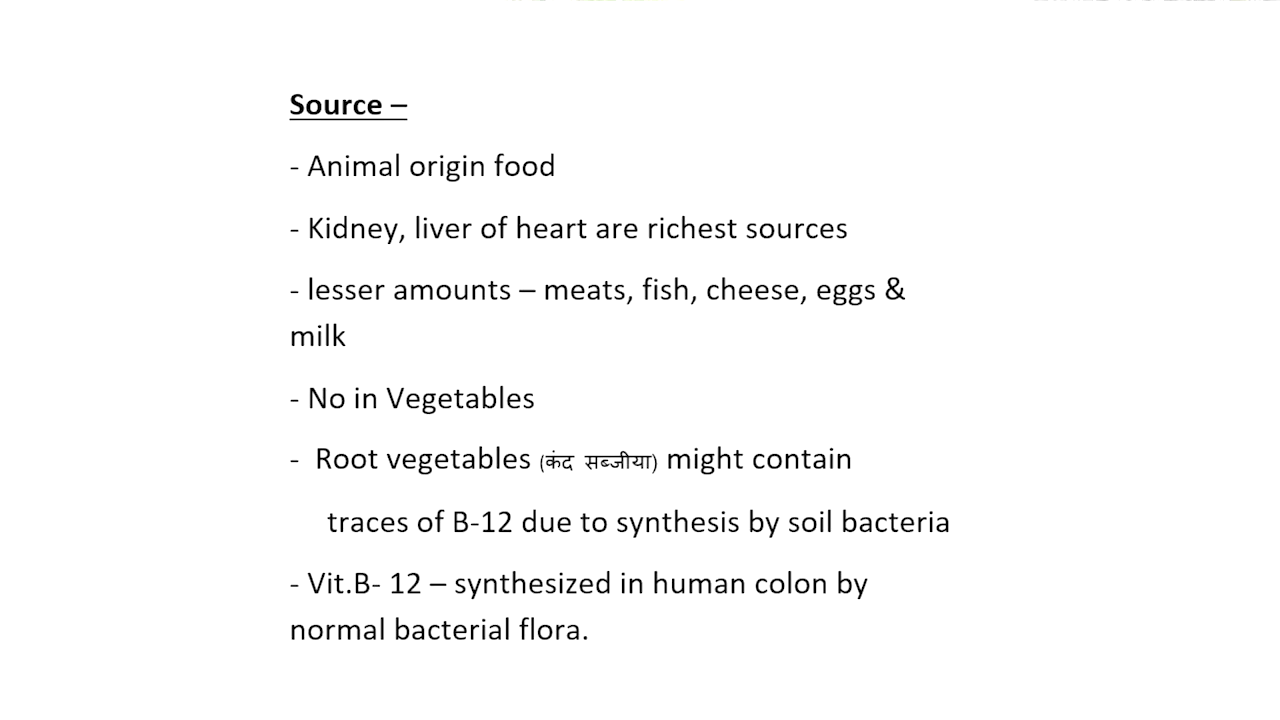 Source –
- Animal origin food
- Kidney, liver of heart are richest sources
- lesser amounts – meats, fish, cheese, eggs &
milk
- No in Vegetables
- Root vegetables (कंद सब्जीया) might contain
traces of B-12 due to synthesis by soil bacteria
- Vit.B- 12 – synthesized in human colon by
normal bacterial flora.